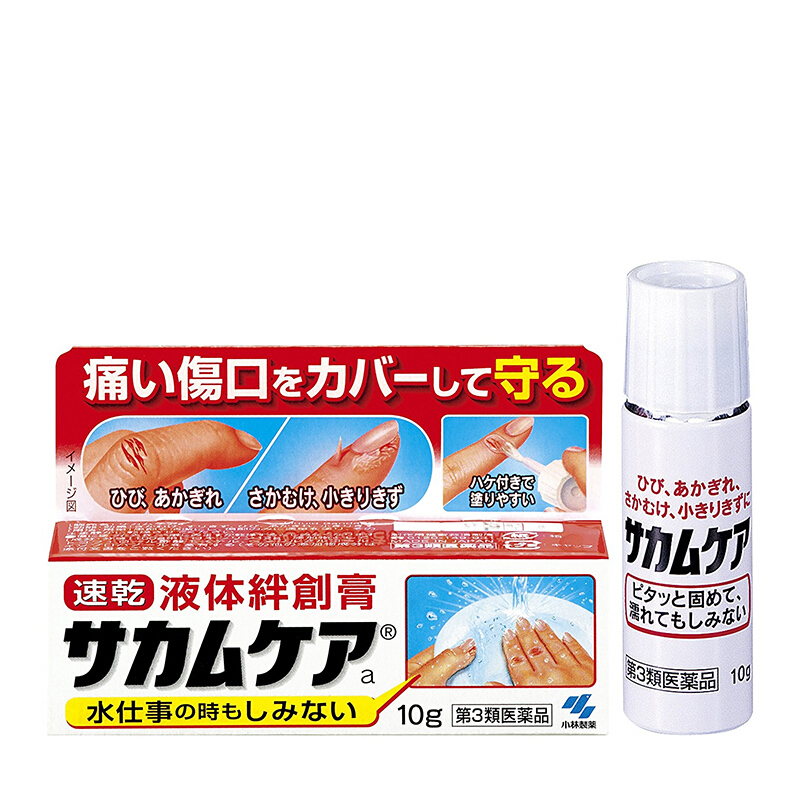 痛い傷口をカバーして守る
イメージ図
ひび、あかぎれ
さかむけ、小きりきず
ハケ付きで
塗りやすい
速乾 液体絆創膏
サカムケア®a
水仕事の時もしみない
10g 第3類医薬品
小林製薬
ひび、あかぎれ、
さかむけ、小きりきずに
サカムケア
ピタッと固めて、
濡れてもしみない
第3類医薬品 10g